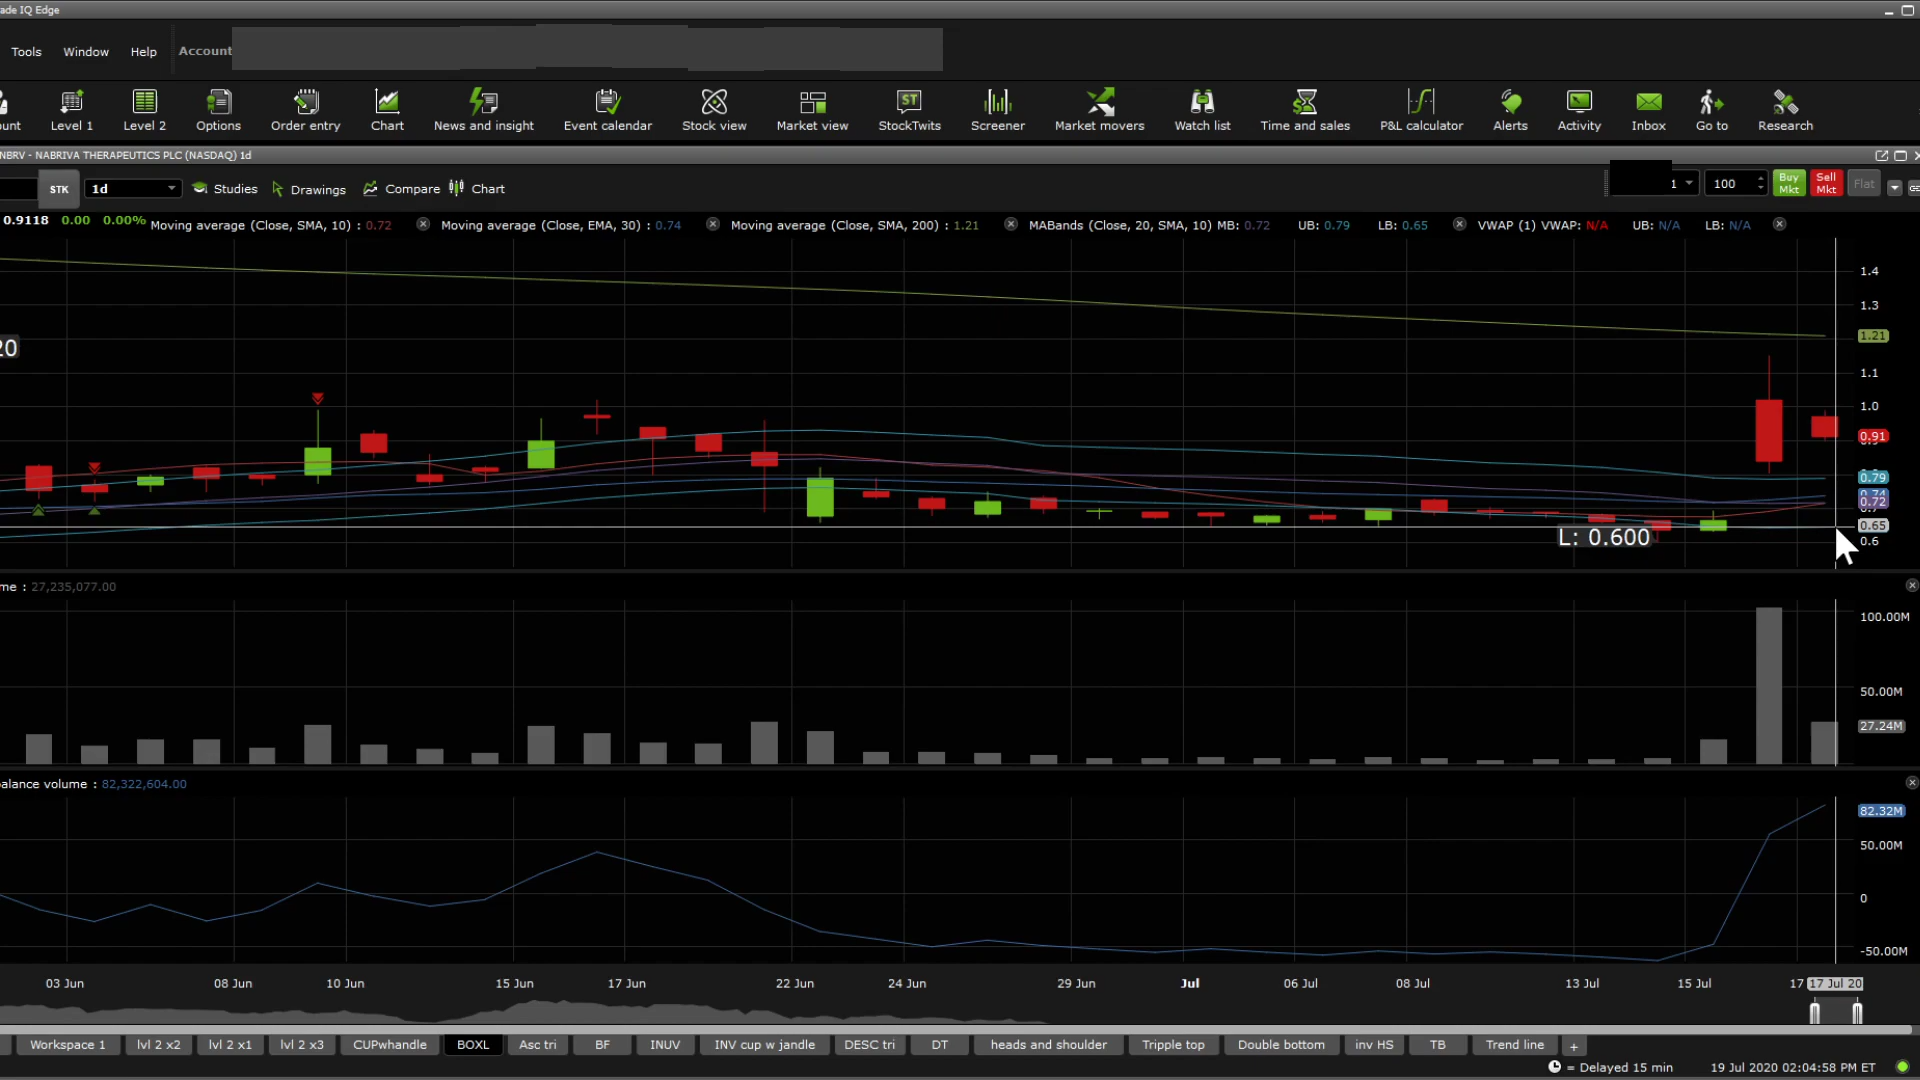 ade IQ Edge
Tools Window Help Account
unt Level 1 Level 2 Options Order entry Chart News and insight Event calendar Stock view Market view StockTwits Screener Market movers Watch list Time and sales P&L calculator Alerts Activity Inbox Go to Research
NBRV - NABRIVA THERAPEUTICS PLC (NASDAQ) 1d
STK 1d Studies Drawings Compare Chart 1 100 Buy Mkt Sell Mkt Flat
0.9118 0.00 0.00% Moving average (Close, SMA, 10) : 0.72 Moving average (Close, EMA, 30) : 0.74 Moving average (Close, SMA, 200) : 1.21 MABands (Close, 20, SMA, 10) MB: 0.72 UB: 0.79 LB: 0.65 VWAP (1) VWAP: N/A UB: N/A LB: N/A
1.4
1.3
1.21
20
1.1
1.0
0.91
0.79
0.74
0.72
0.65
L: 0.600
0.6
me : 27,235,077.00
100.00M
50.00M
27.24M
alance volume : 82,322,604.00
82.32M
50.00M
0
-50.00M
03 Jun 08 Jun 10 Jun 15 Jun 17 Jun 22 Jun 24 Jun 29 Jun Jul 06 Jul 08 Jul 13 Jul 15 Jul 17 17 Jul 20
Workspace 1 lvl 2 x2 lvl 2 x1 lvl 2 x3 CUPwhandle BOXL Asc tri BF INUV INV cup w jandle DESC tri DT heads and shoulder Tripple top Double bottom inv HS TB Trend line +
= Delayed 15 min 19 Jul 2020 02:04:58 PM ET